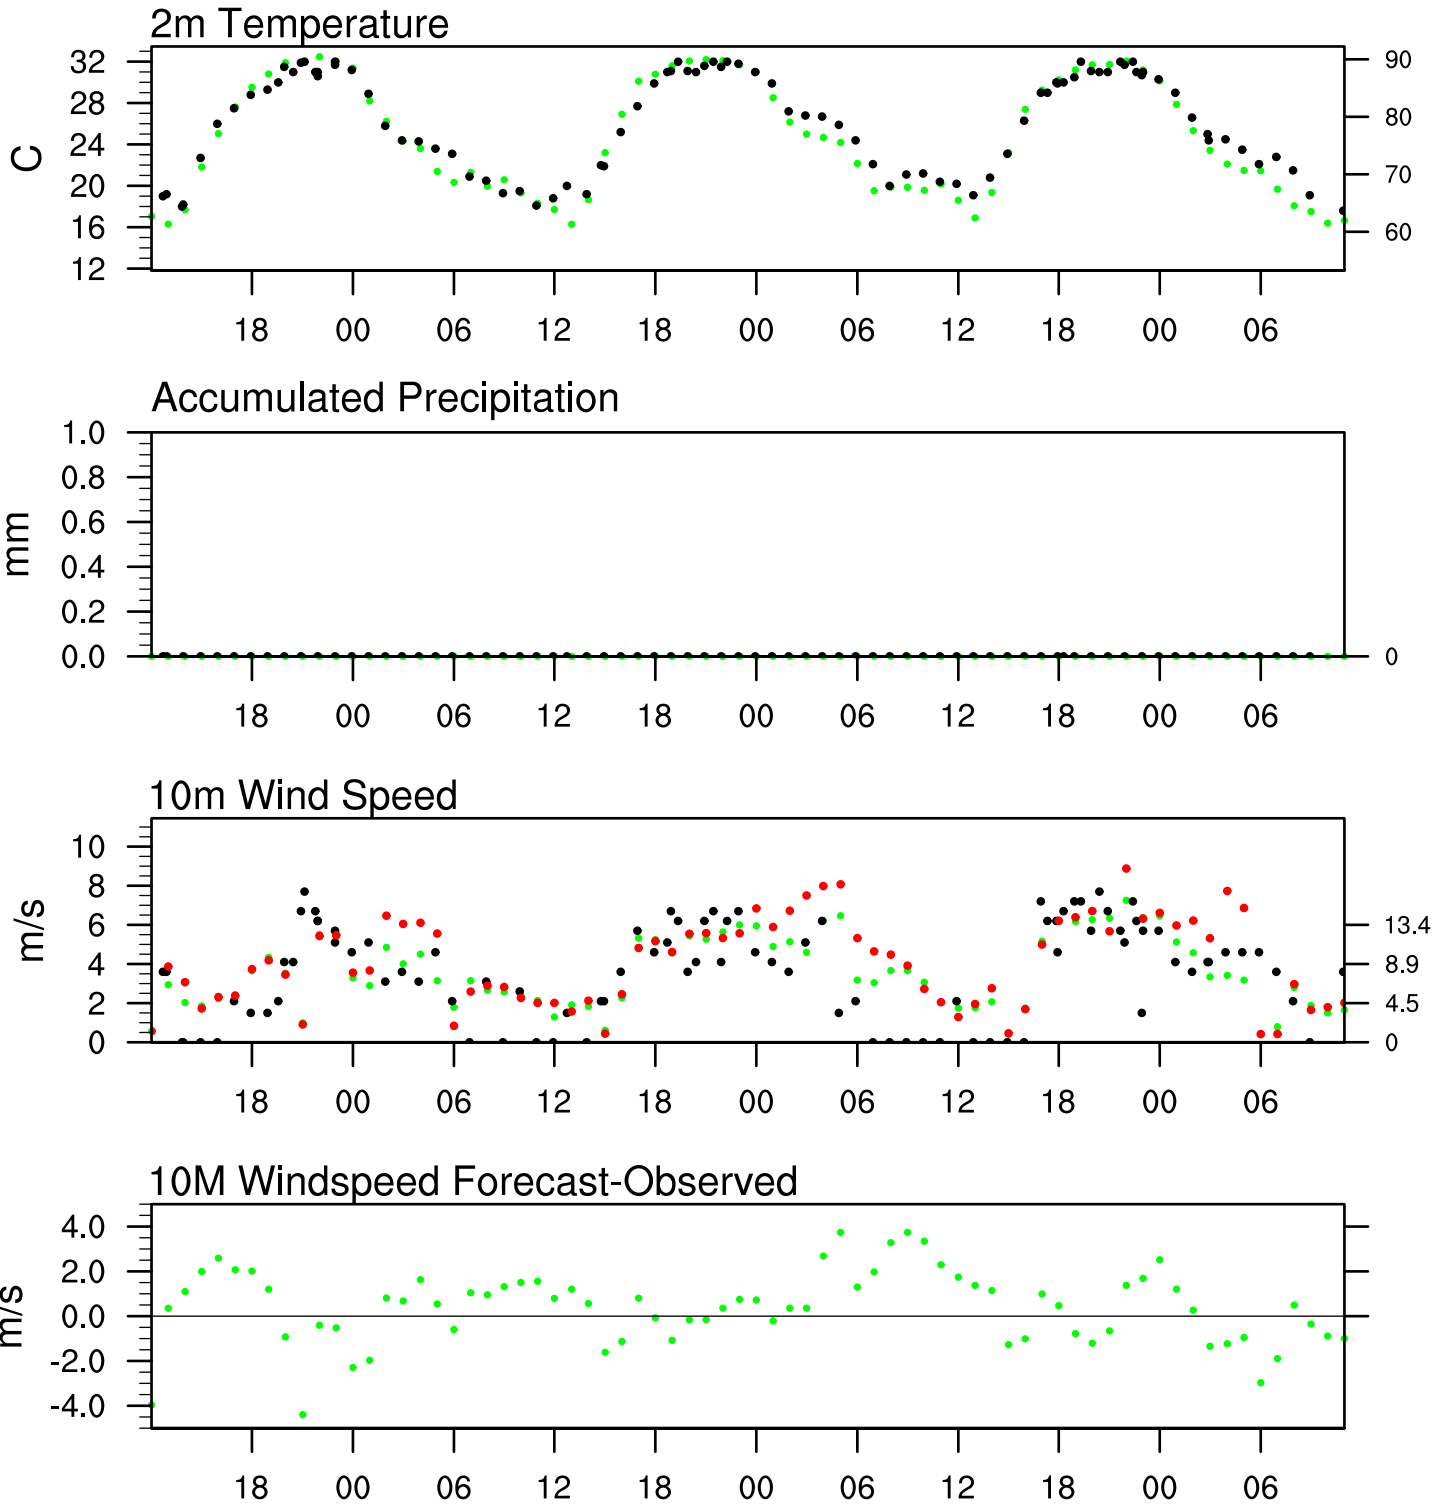 2m Temperature
32
28
24
20
16
12
C
90
80
70
60
18 00 06 12 18 00 06 12 18 00 06
Accumulated Precipitation
1.0
0.8
0.6
0.4
0.2
0.0
mm
0
18 00 06 12 18 00 06 12 18 00 06
10m Wind Speed
10
8
6
4
2
0
m/s
13.4
8.9
4.5
0
18 00 06 12 18 00 06 12 18 00 06
10M Windspeed Forecast-Observed
4.0
2.0
0.0
-2.0
-4.0
m/s
18 00 06 12 18 00 06 12 18 00 06